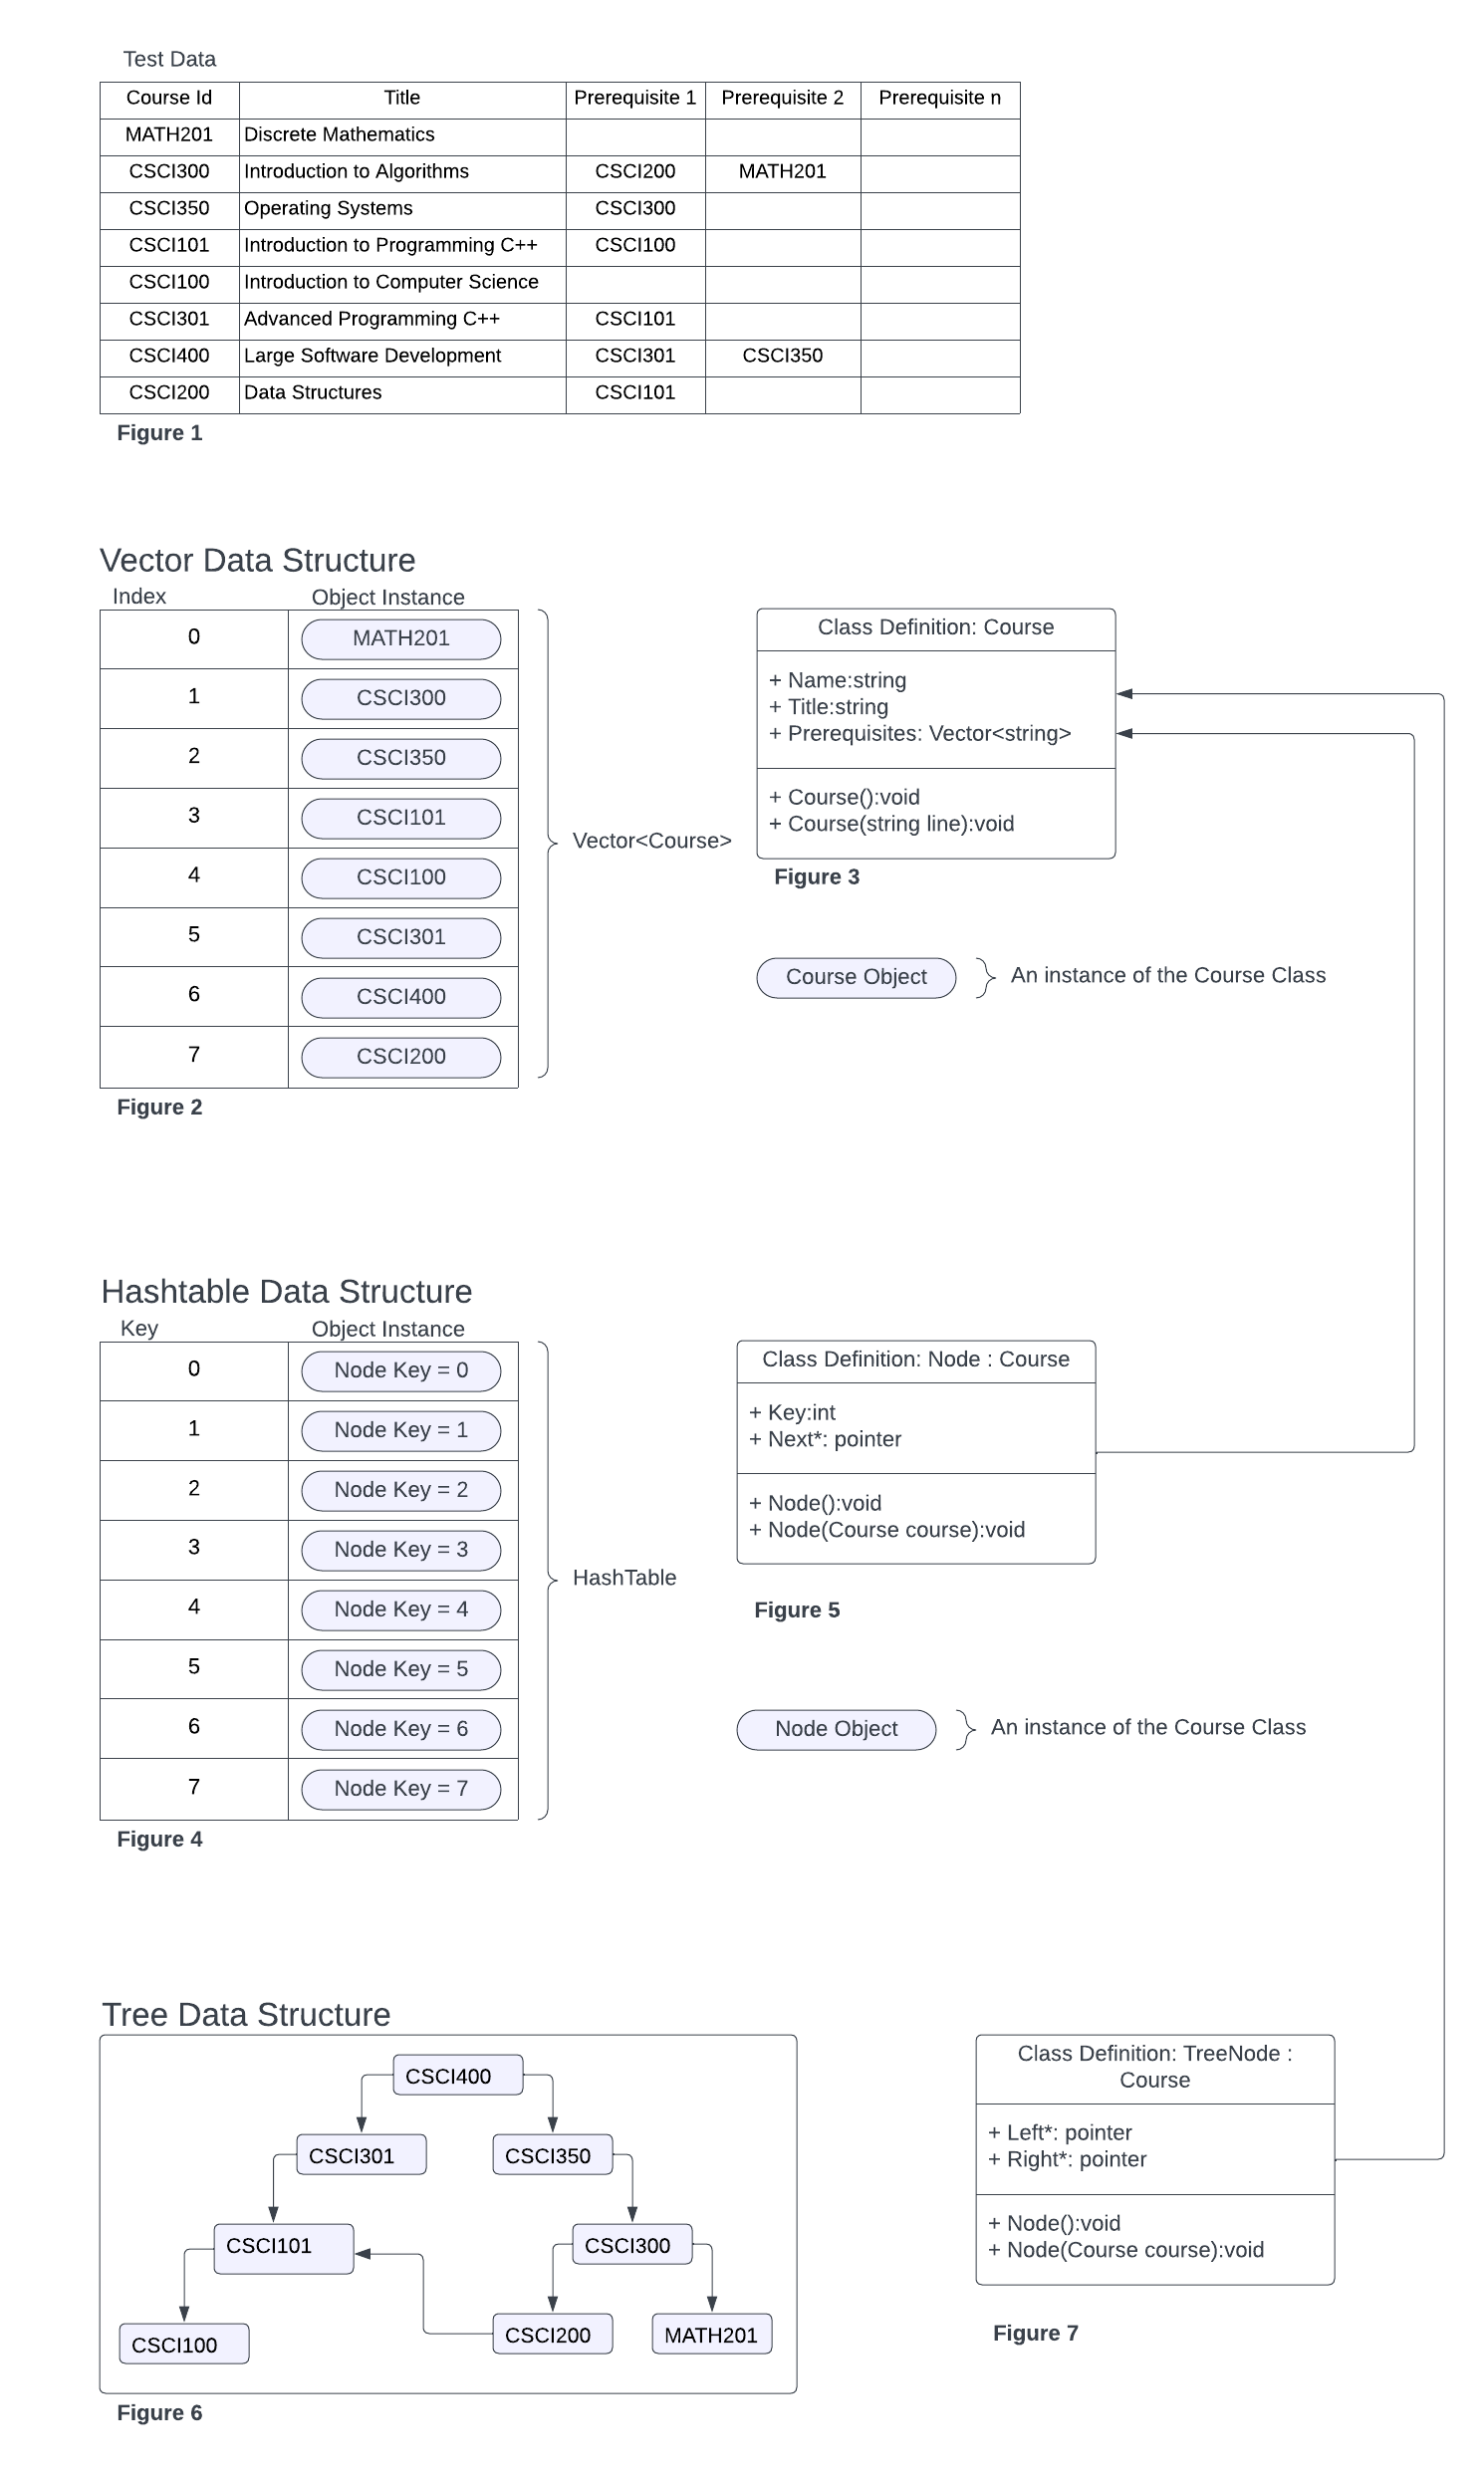 Test Data
Course Id Title Prerequisite 1 Prerequisite 2 Prerequisite n
MATH201 Discrete Mathematics
CSCI300 Introduction to Algorithms CSCI200 MATH201
CSCI350 Operating Systems CSCI300
CSCI101 Introduction to Programming C++ CSCI100
CSCI100 Introduction to Computer Science
CSCI301 Advanced Programming C++ CSCI101
CSCI400 Large Software Development CSCI301 CSCI350
CSCI200 Data Structures CSCI101
Figure 1
Vector Data Structure
Index Object Instance
0 MATH201
1 CSCI300
2 CSCI350
3 CSCI101
4 CSCI100
5 CSCI301
6 CSCI400
7 CSCI200
Vector<Course>
Figure 2
Class Definition: Course
+ Name:string
+ Title:string
+ Prerequisites: Vector<string>
+ Course():void
+ Course(string line):void
Figure 3
Course Object An instance of the Course Class
Hashtable Data Structure
Key Object Instance
0 Node Key = 0
1 Node Key = 1
2 Node Key = 2
3 Node Key = 3
4 Node Key = 4
5 Node Key = 5
6 Node Key = 6
7 Node Key = 7
HashTable
Figure 4
Class Definition: Node : Course
+ Key:int
+ Next*: pointer
+ Node():void
+ Node(Course course):void
Figure 5
Node Object An instance of the Course Class
Tree Data Structure
CSCI400
CSCI301 CSCI350
CSCI101 CSCI300
CSCI100 CSCI200 MATH201
Figure 6
Class Definition: TreeNode :
Course
+ Left*: pointer
+ Right*: pointer
+ Node():void
+ Node(Course course):void
Figure 7